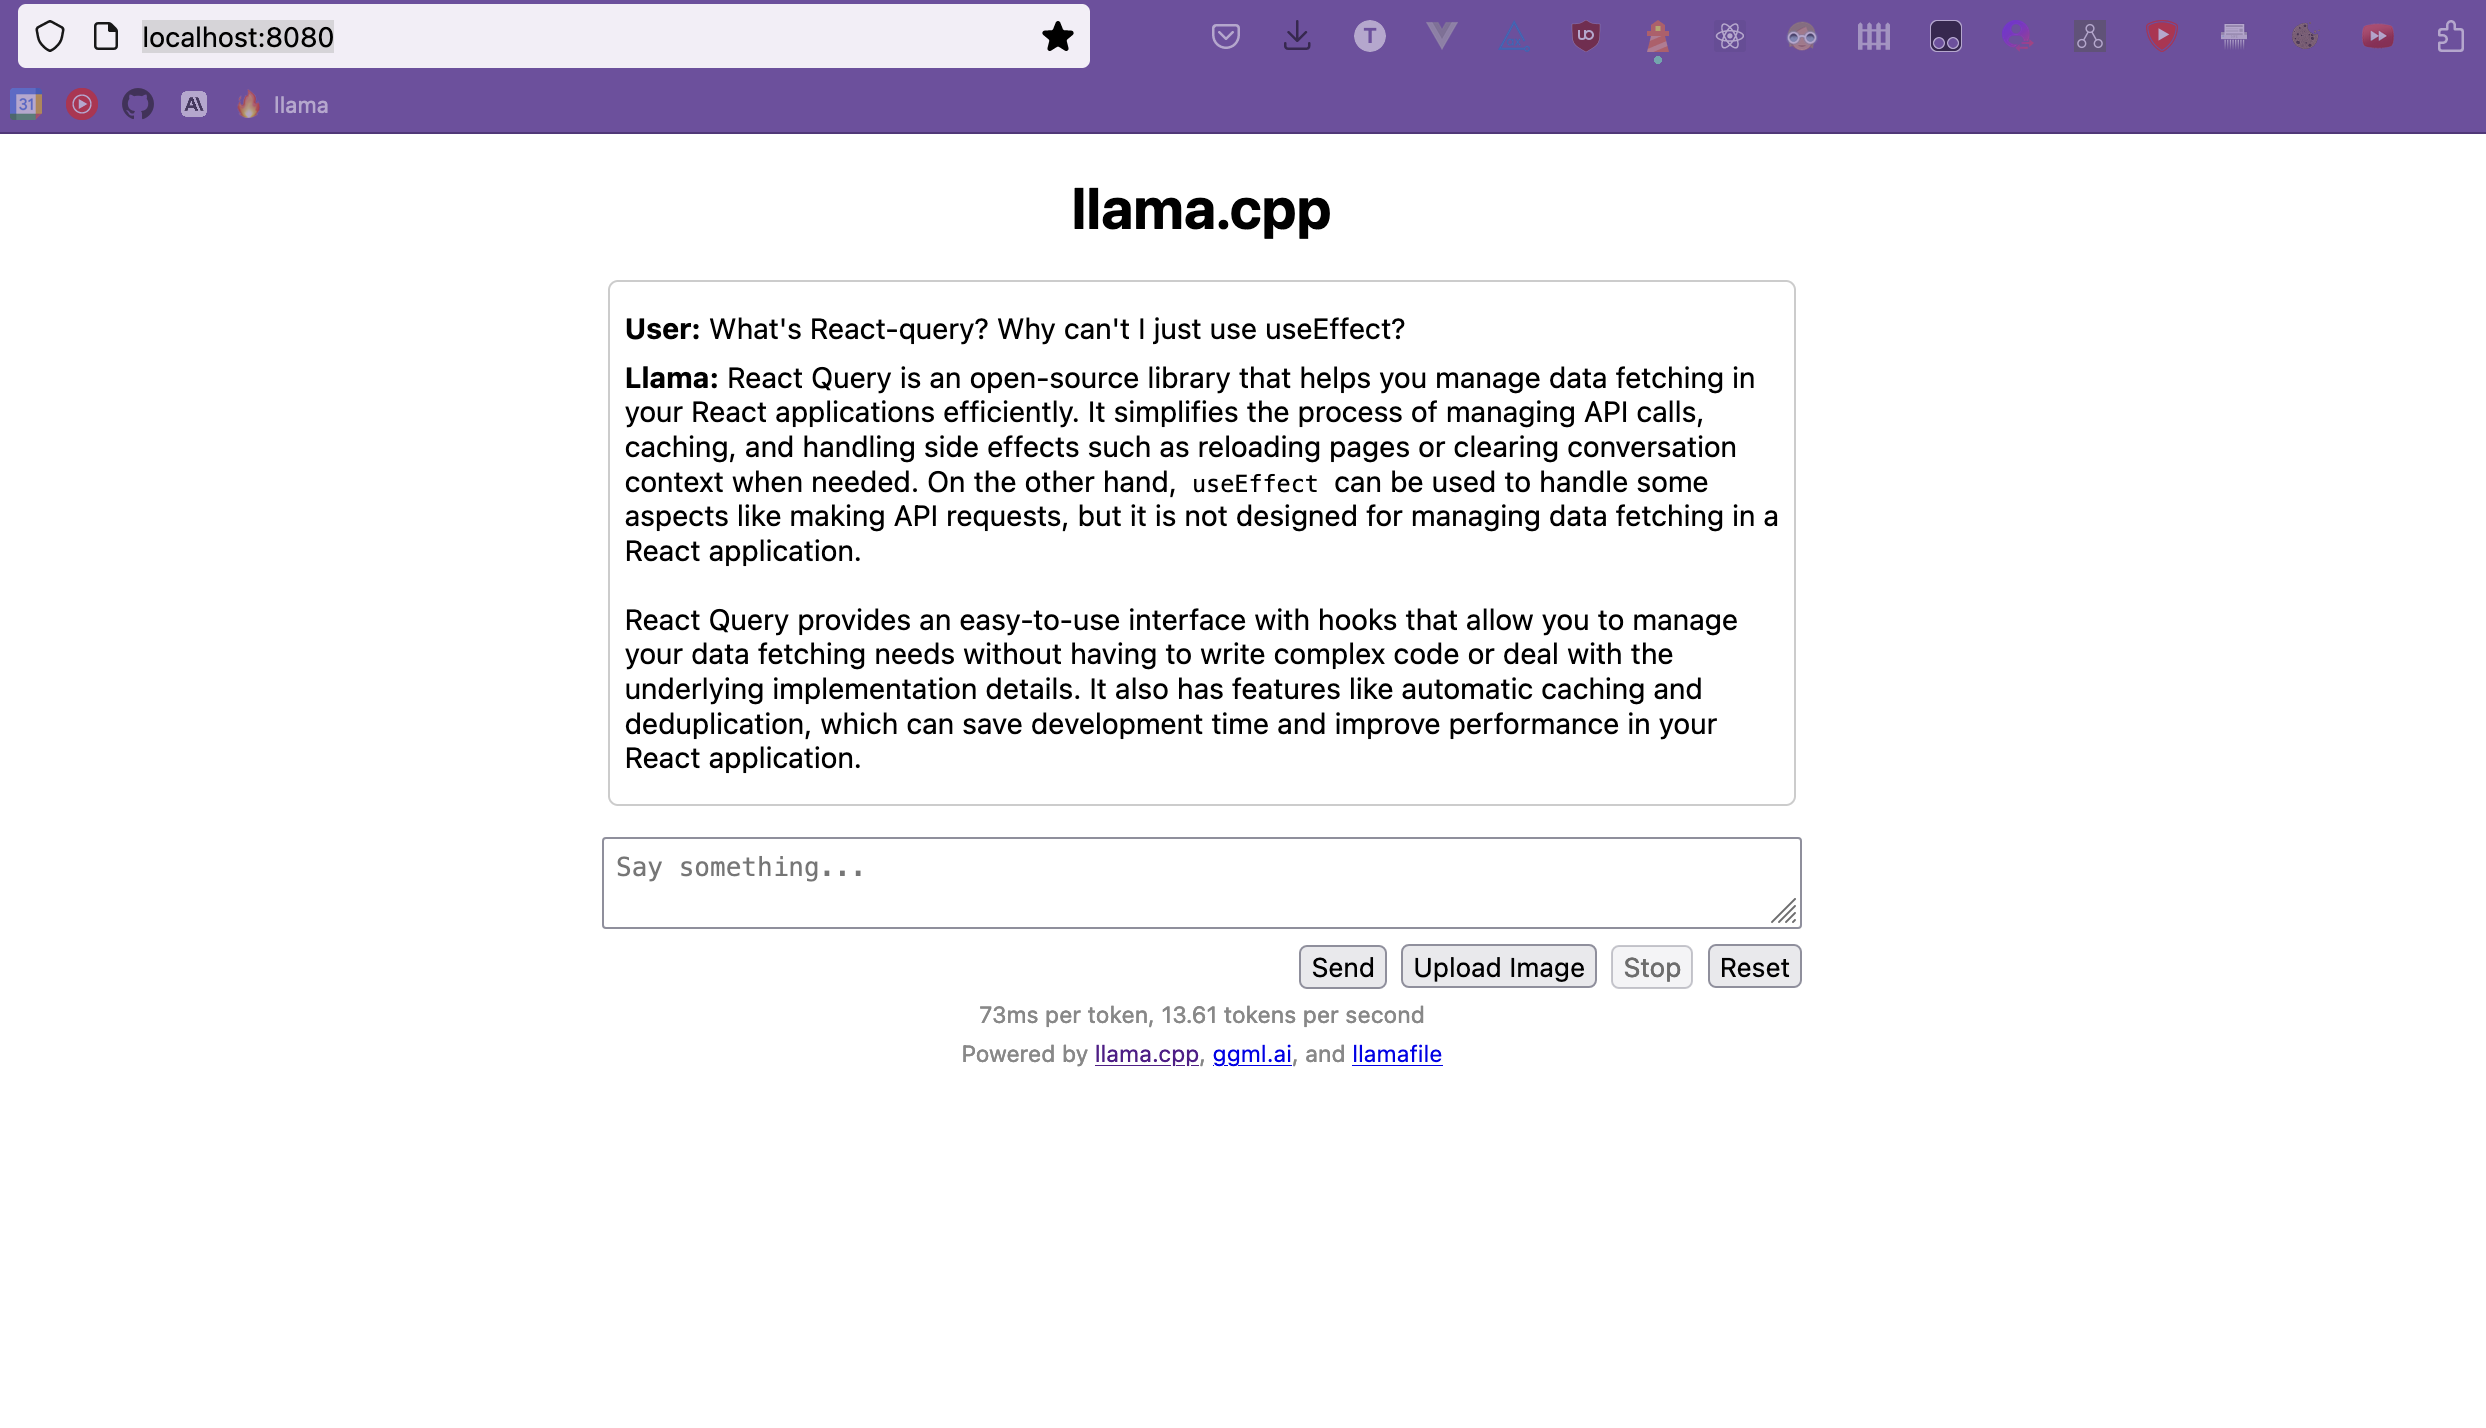 localhost:8080
T
UO
31
llama
llama.cpp
User: What's React-query? Why can't I just use useEffect?
Llama: React Query is an open-source library that helps you manage data fetching in
your React applications efficiently. It simplifies the process of managing API calls,
caching, and handling side effects such as reloading pages or clearing conversation
context when needed. On the other hand, useEffect can be used to handle some
aspects like making API requests, but it is not designed for managing data fetching in a
React application.
React Query provides an easy-to-use interface with hooks that allow you to manage
your data fetching needs without having to write complex code or deal with the
underlying implementation details. It also has features like automatic caching and
deduplication, which can save development time and improve performance in your
React application.
Say something...
Send Upload Image Stop Reset
73ms per token, 13.61 tokens per second
Powered by llama.cpp, ggml.ai, and llamafile